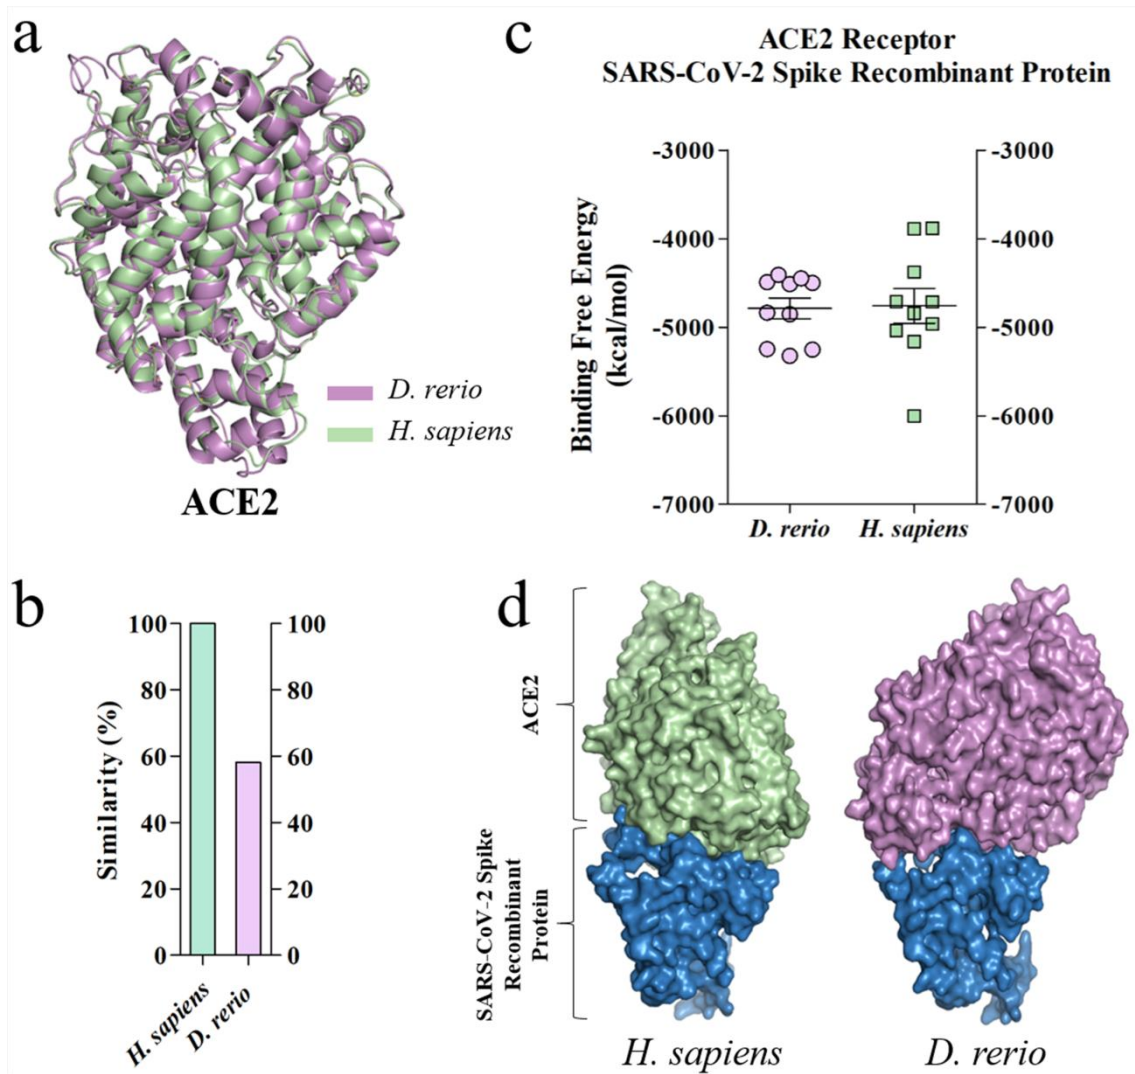 a
D. rerio
H. sapiens
ACE2
b
100
80
60
40
20
0
Similarity (%)
100
80
60
40
20
0
H. sapiens
D. rerio
c
ACE2 Receptor
SARS-CoV-2 Spike Recombinant Protein
Binding Free Energy
(kcal/mol)
-3000
-4000
-5000
-6000
-7000
-3000
-4000
-5000
-6000
-7000
D. rerio
H. sapiens
d
ACE2
SARS-CoV-2 Spike
Recombinant
Protein
H. sapiens
D. rerio